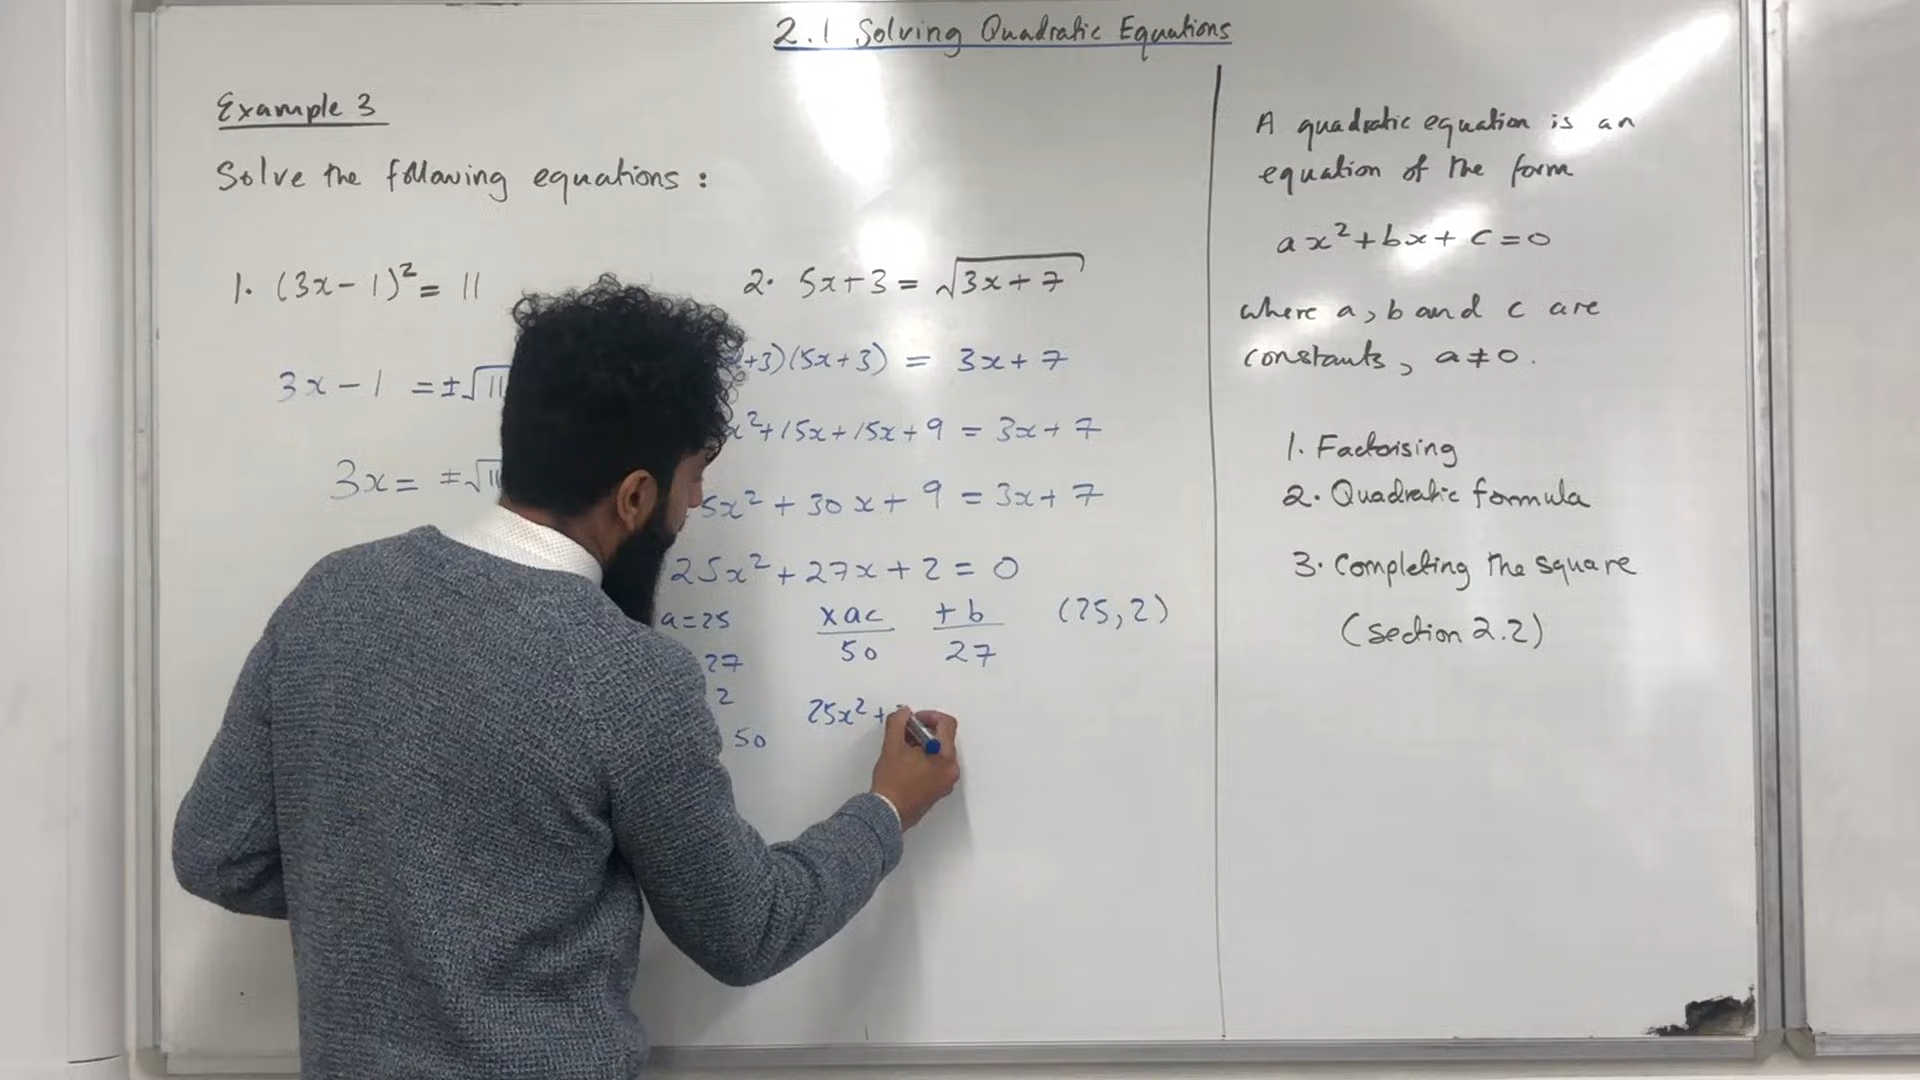 2.1 Solving Quadratic Equations
Example 3
Solve the following equations :
1. (3x-1)² = 11
3x-1 = ±√11
3x = ±√11
2. 5x+3 = √3x+7
+3)(5x+3) = 3x+7
x²+15x+15x+9 = 3x+7
5x² + 30x + 9 = 3x+7
25x²+27x+2 = 0
a=25
27
2
50
xac
50
+b
27
(25,2)
25x²+
A quadratic equation is an
equation of the form
ax²+bx+c=0
where a, b and c are
constants, a≠0.
1. Factorising
2. Quadratic formula
3. Completing the square
(section 2.2)